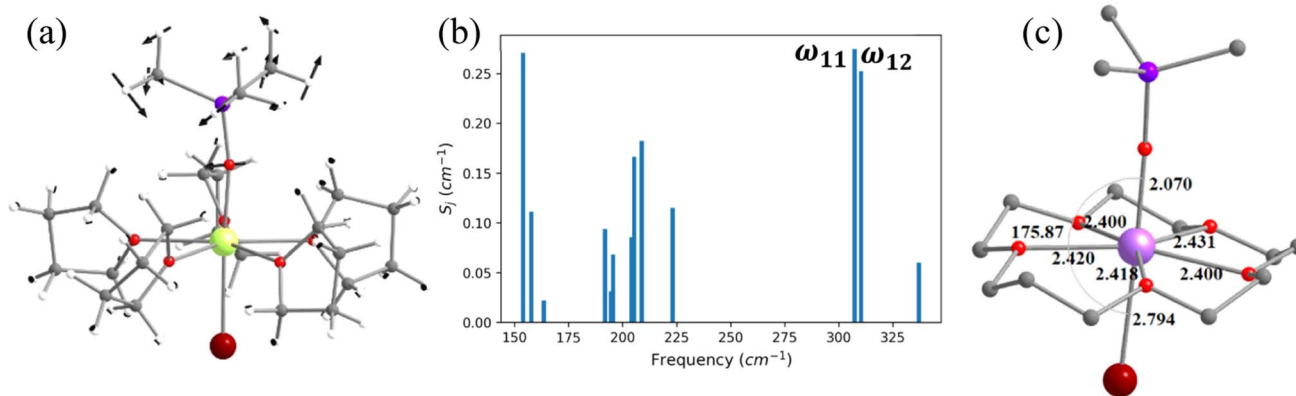 (a)
(b)
ω₁₁ ω₁₂
S_j (cm⁻¹)
0.25
0.20
0.15
0.10
0.05
0.00
150 175 200 225 250 275 300 325
Frequency (cm⁻¹)
(c)
2.070
2.400
175.87
2.431
2.420
2.418
2.400
2.794